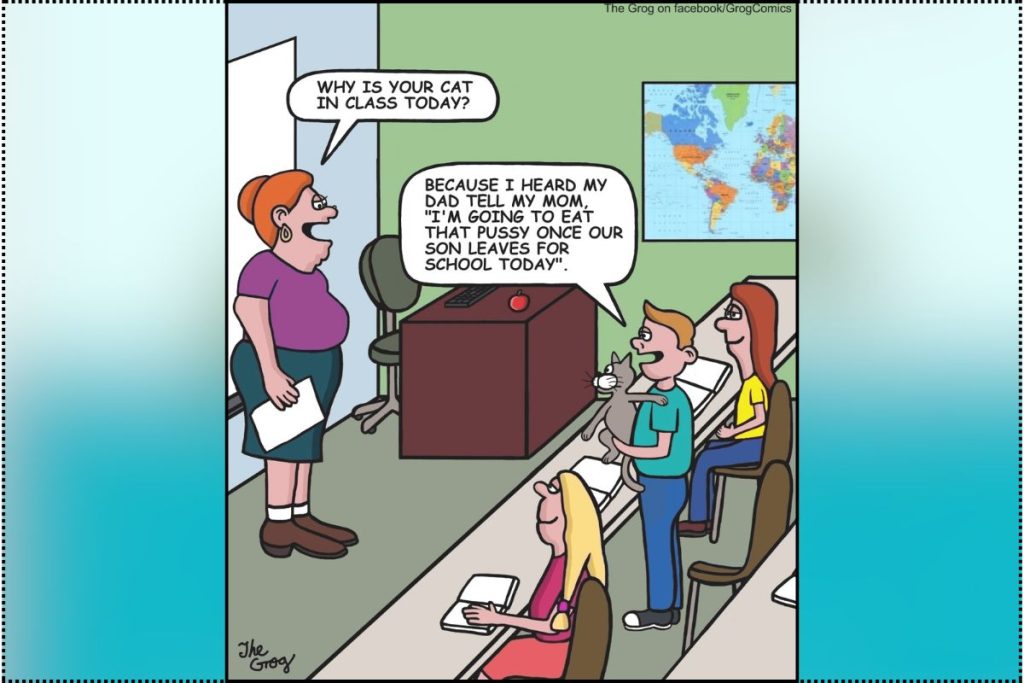 The Grog on facebook/GrogComics
WHY IS YOUR CAT
IN CLASS TODAY?
BECAUSE I HEARD MY
DAD TELL MY MOM,
"I'M GOING TO EAT
THAT PUSSY ONCE OUR
SON LEAVES FOR
SCHOOL TODAY".
The
Grog